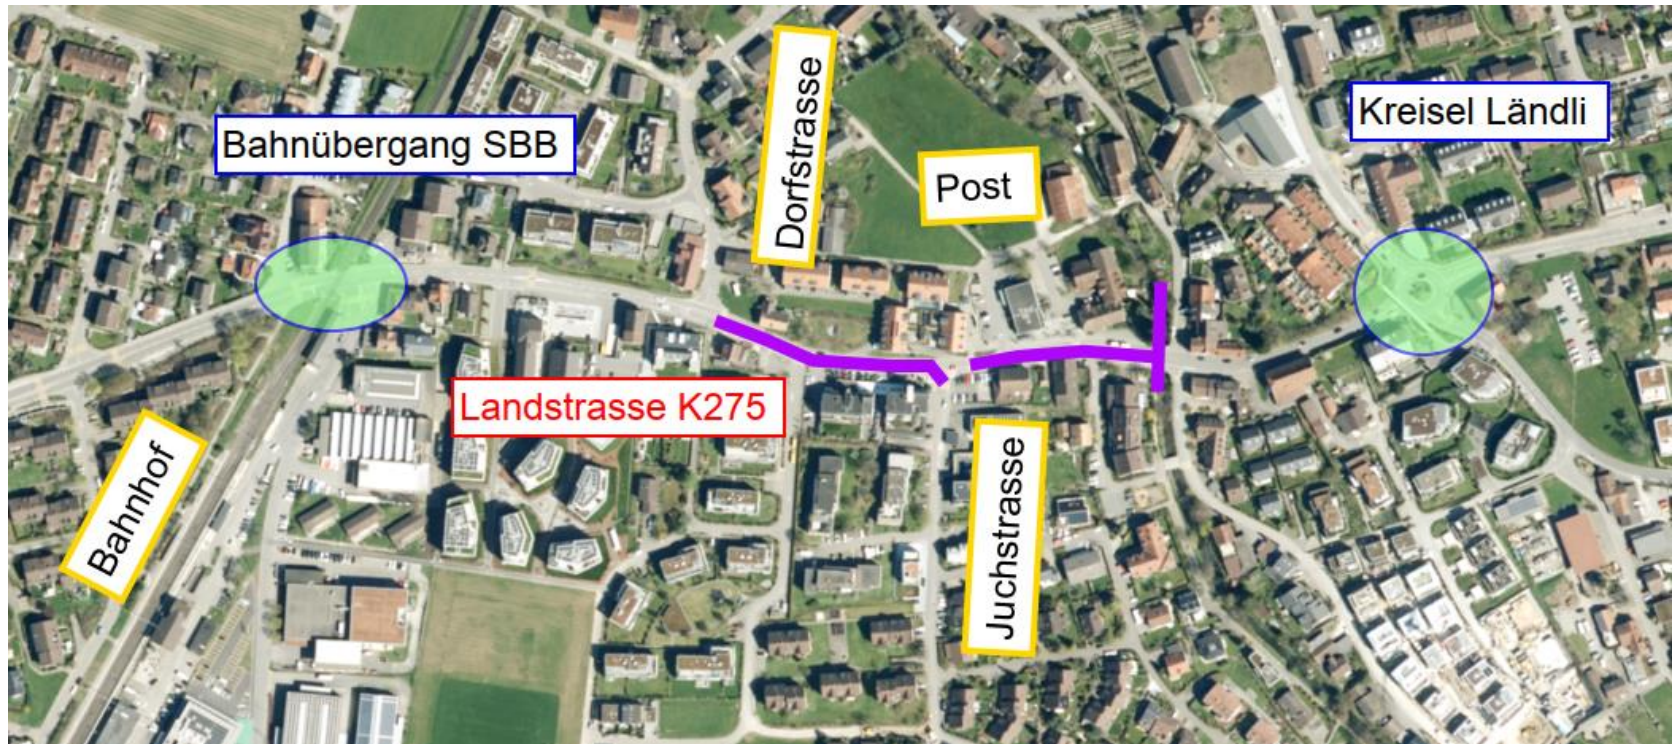 Bahnübergang SBB
Dorfstrasse
Post
Kreisel Ländli
Landstrasse K275
Bahnhof
Juchstrasse